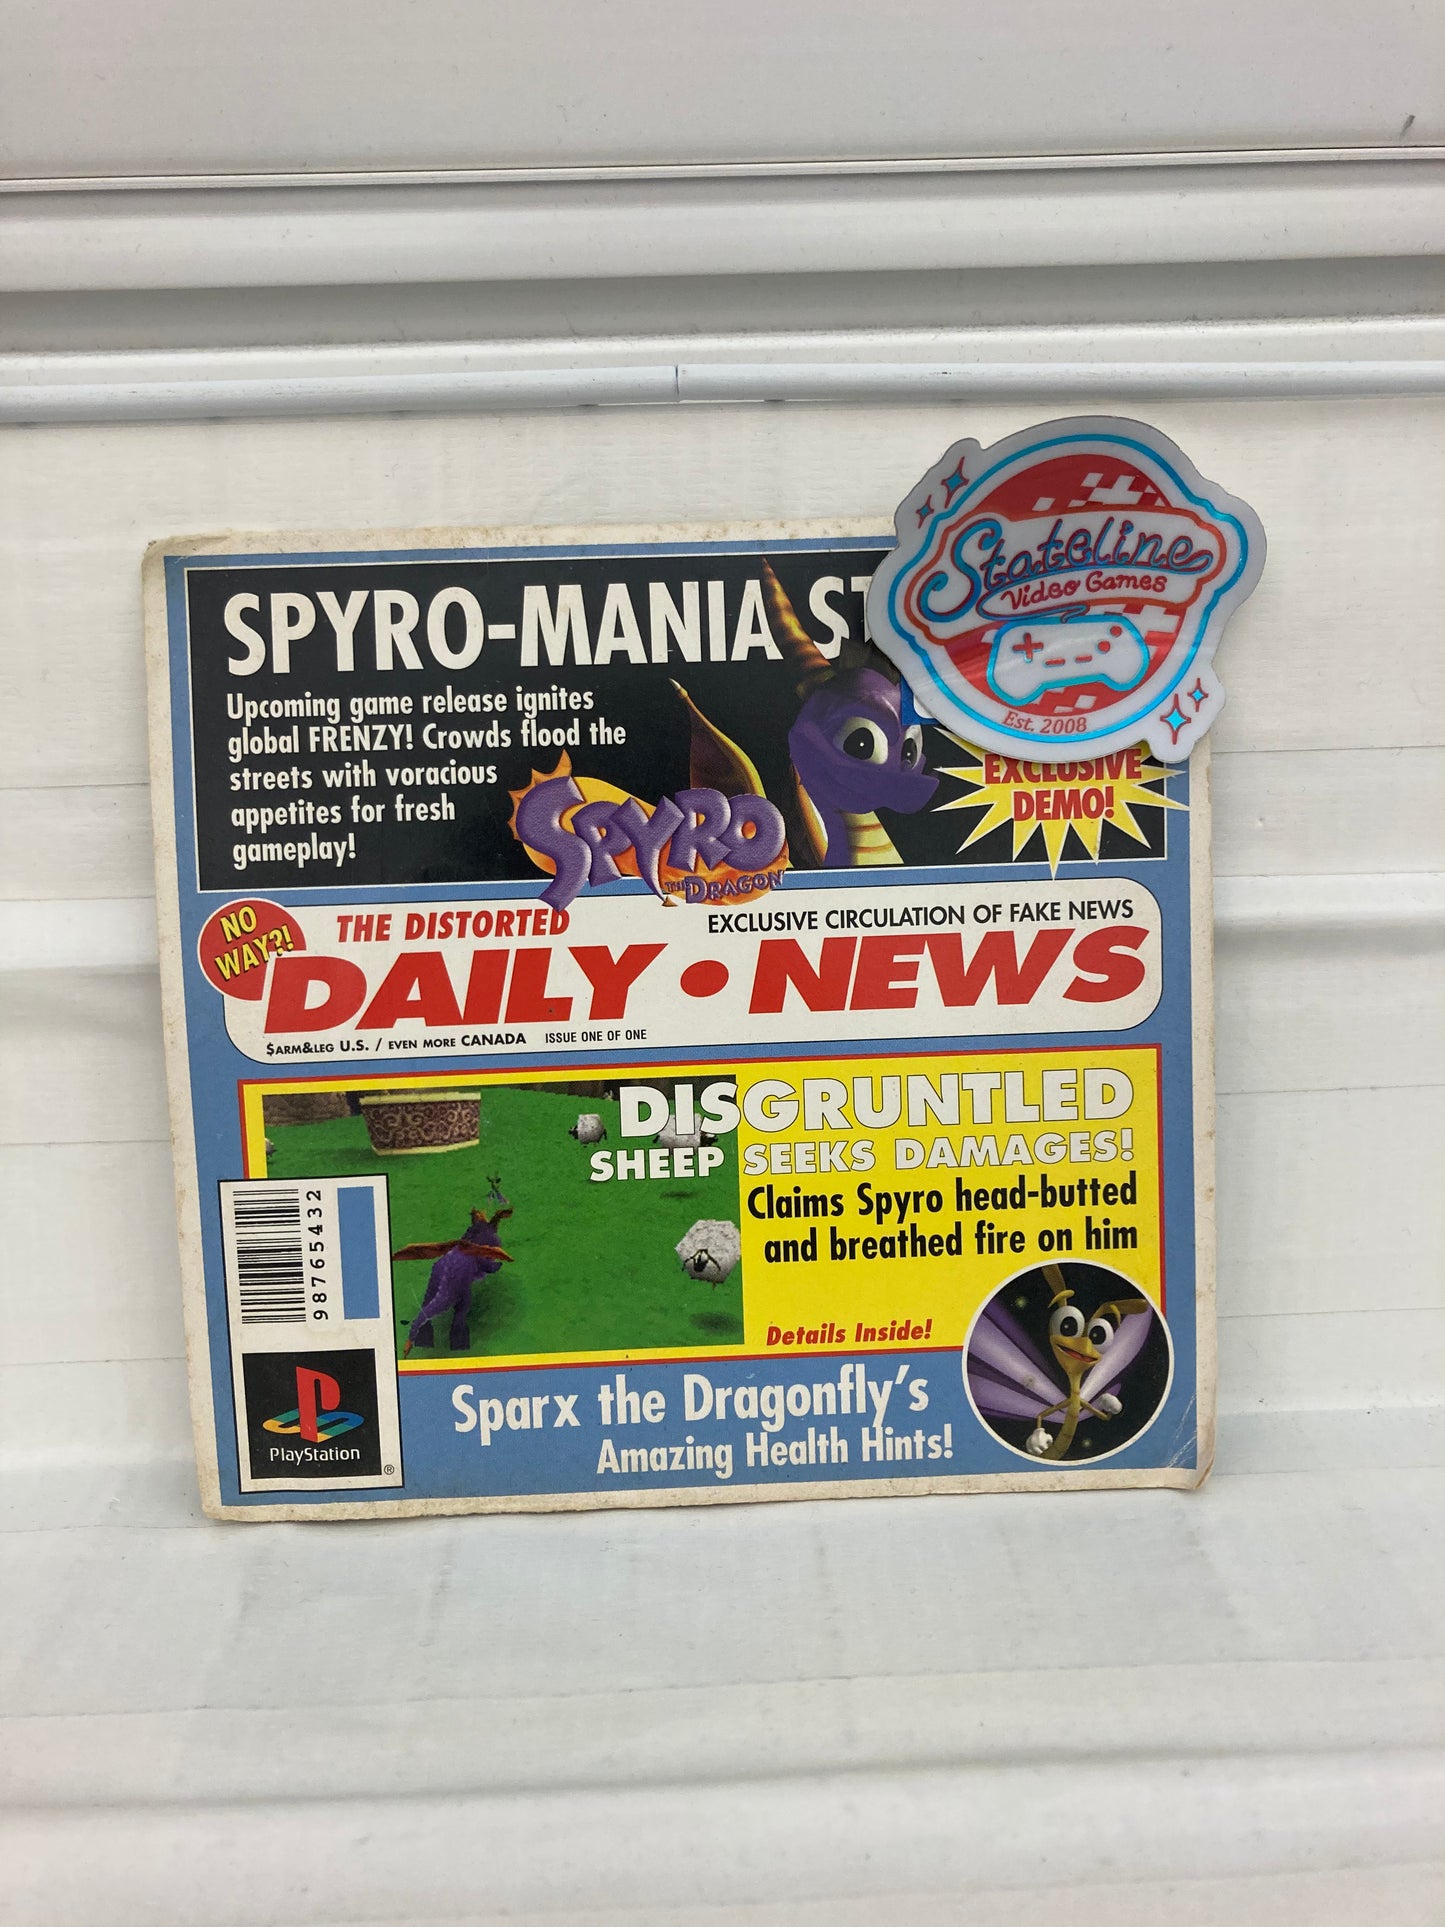 Stateline
Video Games
Est. 2008
SPYRO-MANIA
Upcoming game release ignites
global FRENZY! Crowds flood the
streets with voracious
appetites for fresh
gameplay!
EXCLUSIVE
DEMO!
SPYRO
THE DRAGON
NO
WAY?!
THE DISTORTED
EXCLUSIVE CIRCULATION OF FAKE NEWS
DAILY • NEWS
$ARM&LEG U.S. / EVEN MORE CANADA ISSUE ONE OF ONE
DISGRUNTLED
SHEEP SEEKS DAMAGES!
Claims Spyro head-butted
and breathed fire on him
Details Inside!
98765432
PlayStation
®
Sparx the Dragonfly's
Amazing Health Hints!